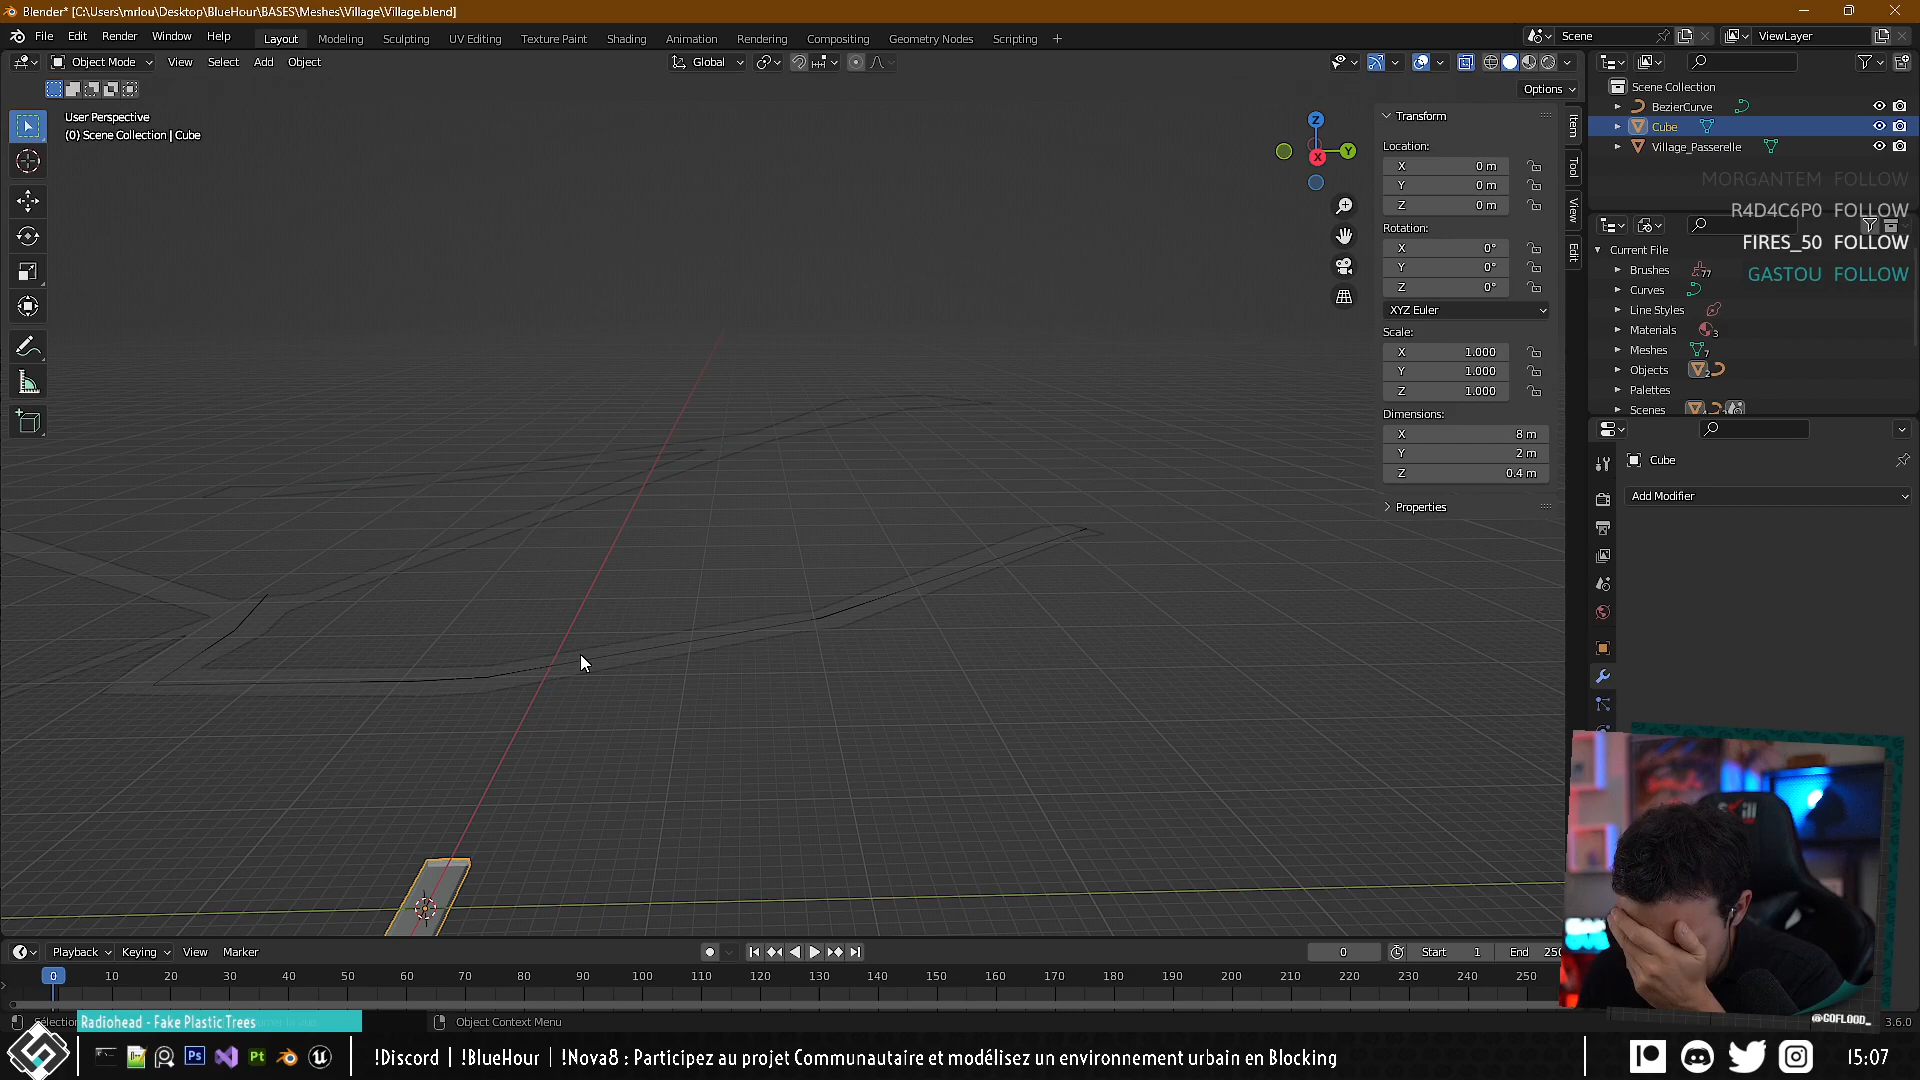 Blender* [C:\Users\mrlou\Desktop\BlueHour\BASES\Meshes\Village\Village.blend]
File Edit Render Window Help
Layout Modeling Sculpting UV Editing Texture Paint Shading Animation Rendering Compositing Geometry Nodes Scripting +
Scene
ViewLayer
Object Mode View Select Add Object
Global
Options
User Perspective
(0) Scene Collection | Cube
Z
Y
X
Item
Tool
View
Edit
Transform
Location:
X 0 m
Y 0 m
Z 0 m
Rotation:
X 0°
Y 0°
Z 0°
XYZ Euler
Scale:
X 1.000
Y 1.000
Z 1.000
Dimensions:
X 8 m
Y 2 m
Z 0.4 m
Properties
Scene Collection
BezierCurve
Cube
Village_Passerelle
MORGANTEM FOLLOW
R4D4C6P0 FOLLOW
FIRES_50 FOLLOW
GASTOU FOLLOW
Current File
Brushes 77
Curves
Line Styles
Materials 3
Meshes 7
Objects 2
Palettes
Scenes
Cube
Add Modifier
Playback Keying View Marker
0
Start 1
End 250
0 10 20 30 40 50 60 70 80 90 100 110 120 130 140 150 160 170 180 190 200 210 220 230 240 250
Radiohead - Fake Plastic Trees
Object Context Menu
@GOFLOOD_
3.6.0
Ps
Pt
!Discord | !BlueHour | !Nova8 : Participez au projet Communautaire et modélisez un environnement urbain en Blocking
15:07